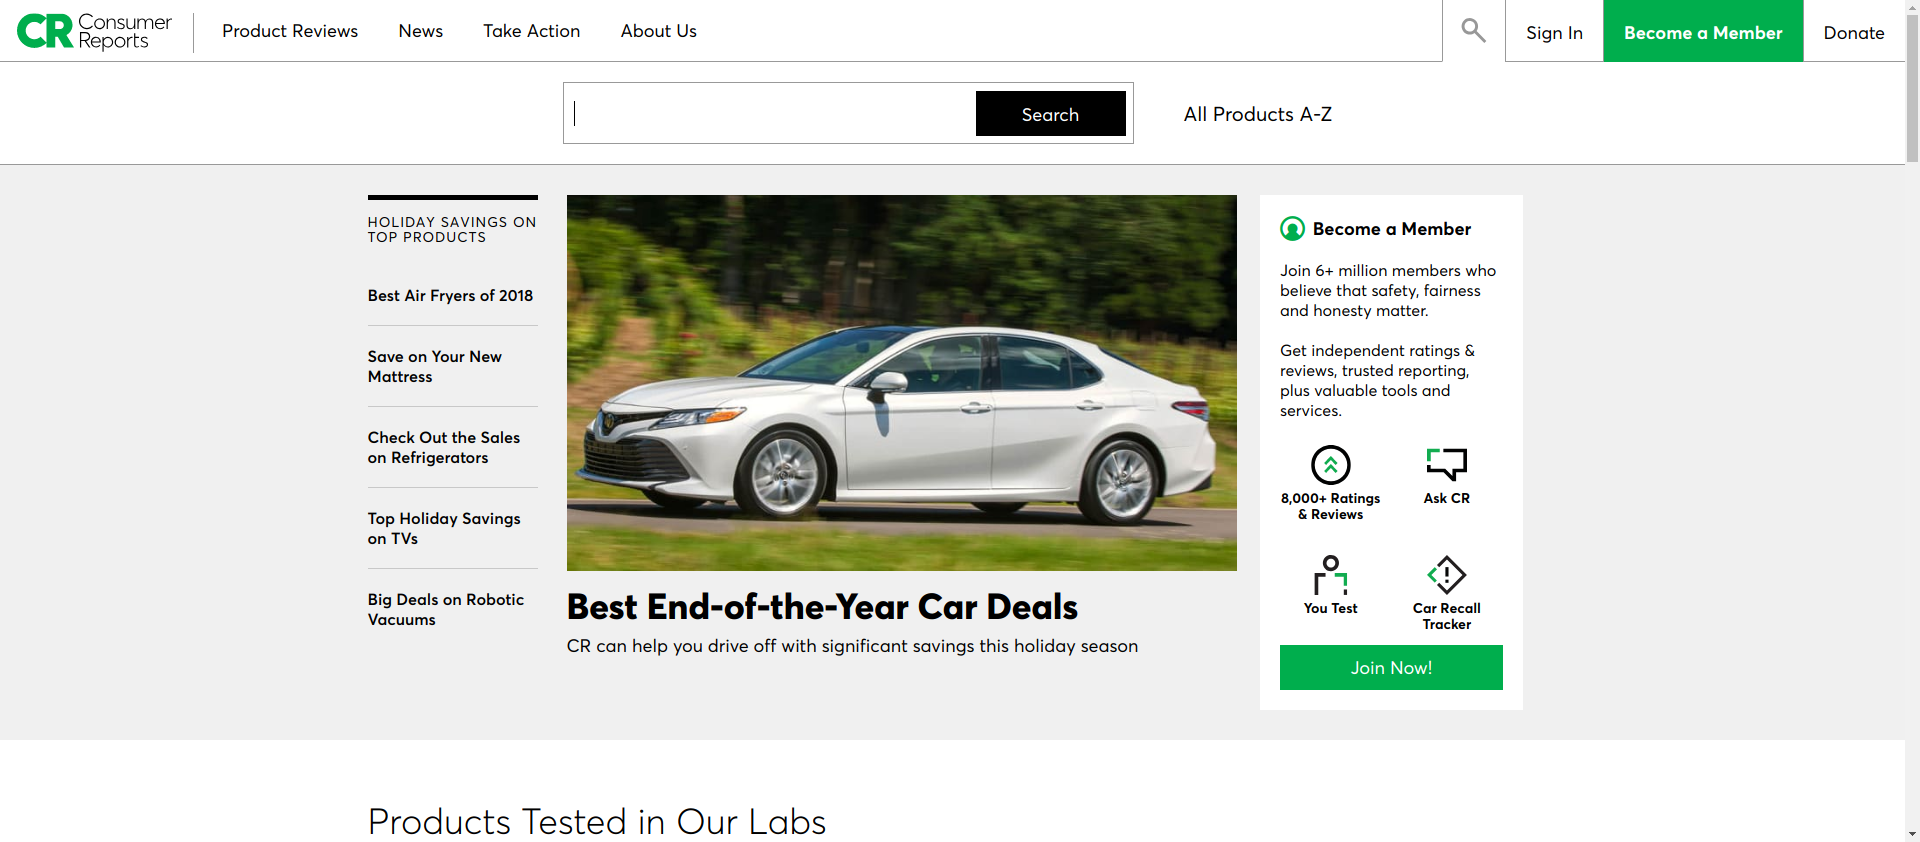 CR Consumer
Reports
Product Reviews
News
Take Action
About Us
Sign In
Become a Member
Donate
Search
All Products A-Z
HOLIDAY SAVINGS ON
TOP PRODUCTS
Best Air Fryers of 2018
Save on Your New
Mattress
Check Out the Sales
on Refrigerators
Top Holiday Savings
on TVs
Big Deals on Robotic
Vacuums
Best End-of-the-Year Car Deals
CR can help you drive off with significant savings this holiday season
Become a Member
Join 6+ million members who
believe that safety, fairness
and honesty matter.
Get independent ratings &
reviews, trusted reporting,
plus valuable tools and
services.
8,000+ Ratings
& Reviews
Ask CR
You Test
Car Recall
Tracker
Join Now!
Products Tested in Our Labs